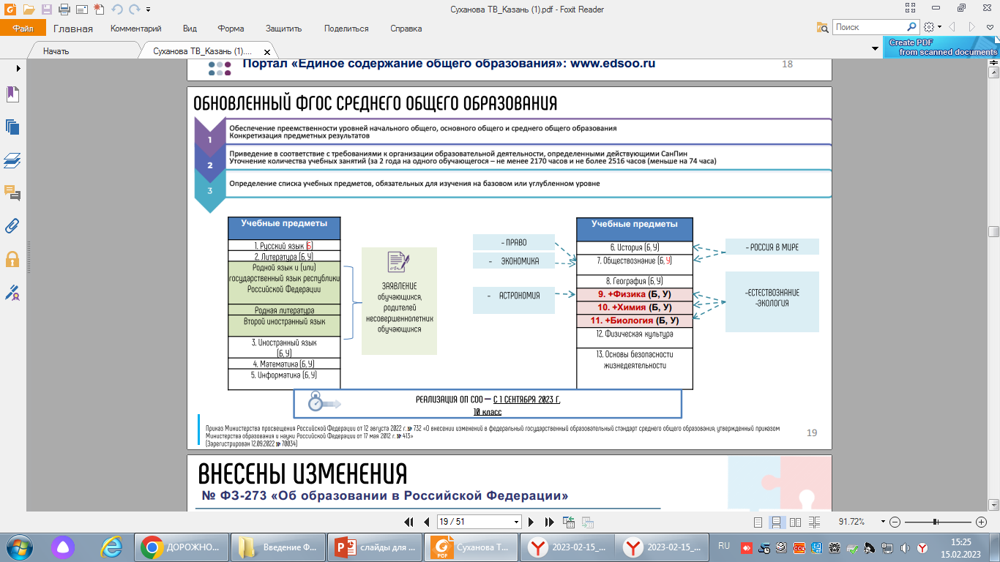 Суханова ТВ_Казань (1).pdf - Foxit Reader
Файл Главная Комментарий Вид Форма Защитить Поделиться Справка
Поиск
Начать
Суханова ТВ_Казань (1)....
Create PDF
from scanned documents
Портал «Единое содержание общего образования»: www.edsoo.ru
18
ОБНОВЛЕННЫЙ ФГОС СРЕДНЕГО ОБЩЕГО ОБРАЗОВАНИЯ
1
Обеспечение преемственности уровней начального общего, основного общего и среднего общего образования
Конкретизация предметных результатов
2
Приведение в соответствие с требованиями к организации образовательной деятельности, определенными действующими СанПин
Уточнение количества учебных занятий (за 2 года на одного обучающегося – не менее 2170 часов и не более 2516 часов (меньше на 74 часа)
3
Определение списка учебных предметов, обязательных для изучения на базовом или углубленном уровне
Учебные предметы
1. Русский язык (Б)
2. Литература (Б, У)
Родной язык и (или)
государственный язык республики
Российской Федерации
Родная литература
Второй иностранный язык
3. Иностранный язык
(Б, У)
4. Математика (Б, У)
5. Информатика (Б, У)
ЗАЯВЛЕНИЕ
обучающихся,
родителей
несовершеннолетних
обучающихся
- ПРАВО
- ЭКОНОМИКА
- АСТРОНОМИЯ
Учебные предметы
6. История (Б, У)
7. Обществознание (Б, У)
8. География (Б, У)
9. +Физика (Б, У)
10. +Химия (Б, У)
11. +Биология (Б, У)
12. Физическая культура
13. Основы безопасности
жизнедеятельности
- РОССИЯ В МИРЕ
-ЕСТЕСТВОЗНАНИЕ
-ЭКОЛОГИЯ
РЕАЛИЗАЦИЯ ОП СОО – С 1 СЕНТЯБРЯ 2023 Г.
10 класс
Приказ Министерства просвещения Российской Федерации от 12 августа 2022 г. № 732 «О внесении изменений в федеральный государственный образовательный стандарт среднего общего образования, утвержденный приказом
Министерства образования и науки Российской Федерации от 17 мая 2012 г. № 413»
(Зарегистрирован 12.09.2022 № 70034)
19
ВНЕСЕНЫ ИЗМЕНЕНИЯ
№ ФЗ-273 «Об образовании в Российской Федерации»
19 / 51
91.72%
ДОРОЖНО...
Введение Ф...
слайды для ...
PDF
Суханова Т...
2023-02-15_...
2023-02-15_...
RU
15:25
15.02.2023